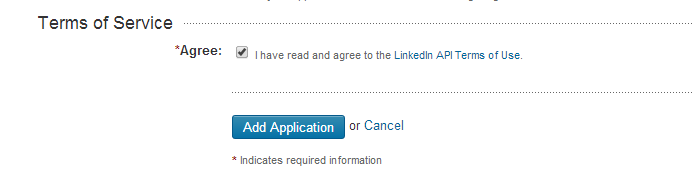 Terms of Service
*Agree: I have read and agree to the LinkedIn API Terms of Use.
Add Application or Cancel
* Indicates required information